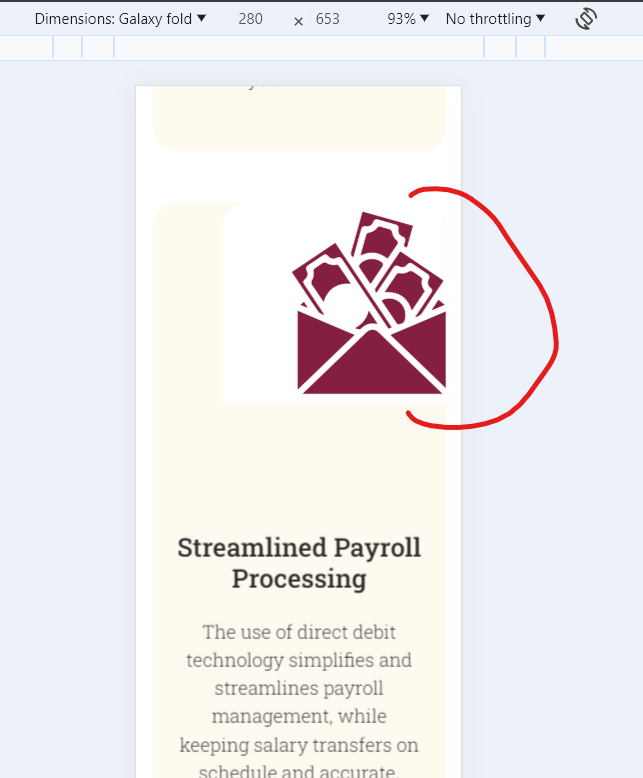 Dimensions: Galaxy fold ▼ 280 × 653 93% ▼ No throttling ▼
Streamlined Payroll
Processing
The use of direct debit
technology simplifies and
streamlines payroll
management, while
keeping salary transfers on
schedule and accurate.